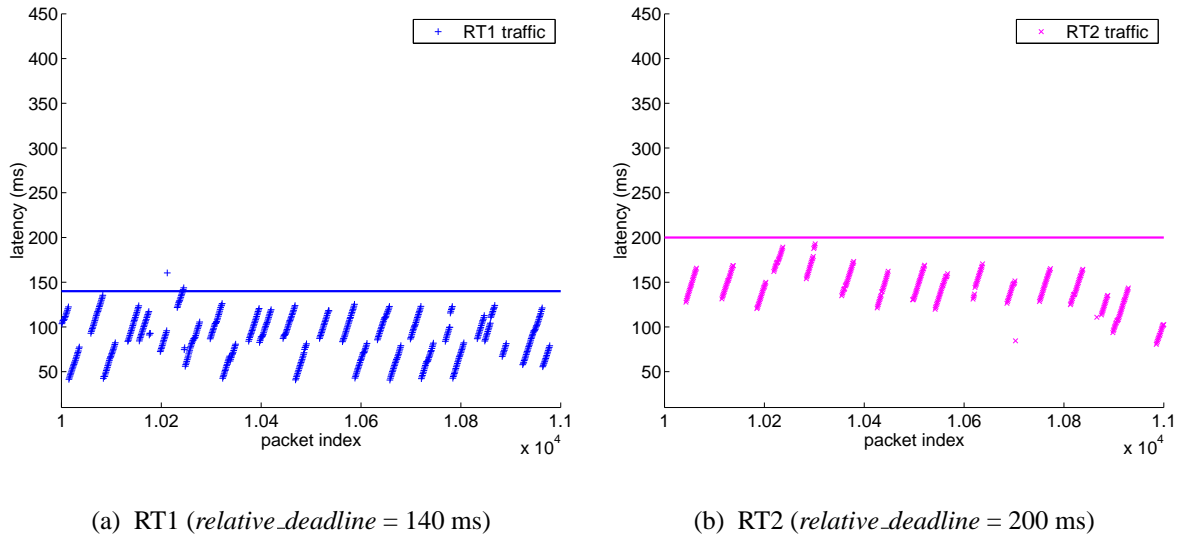 450
400
350
300
250
200
150
100
50
latency (ms)
RT1 traffic
1 1.02 1.04 1.06 1.08 1.1
packet index
x 10^4
(a) RT1 (relative_deadline = 140 ms)
450
400
350
300
250
200
150
100
50
latency (ms)
RT2 traffic
1 1.02 1.04 1.06 1.08 1.1
packet index
x 10^4
(b) RT2 (relative_deadline = 200 ms)